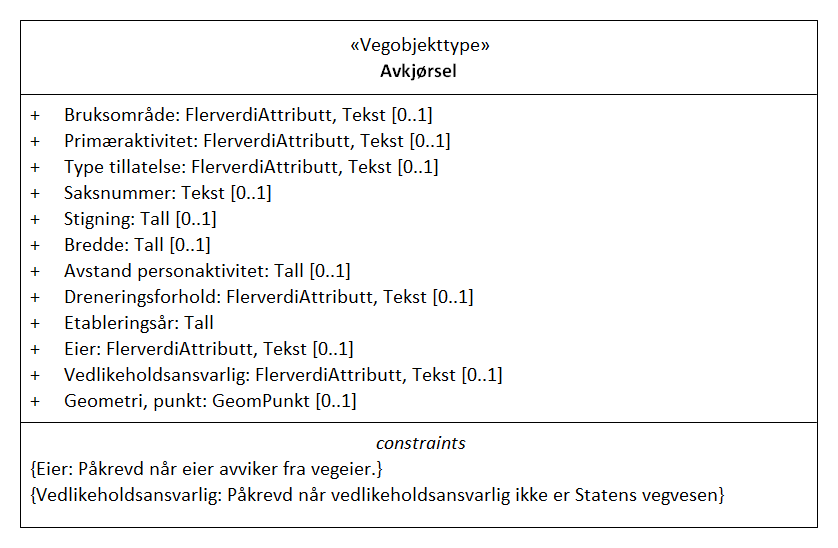 «Vegobjekttype»
Avkjørsel
+ Bruksområde: FlerverdiAttributt, Tekst [0..1]
+ Primæraktivitet: FlerverdiAttributt, Tekst [0..1]
+ Type tillatelse: FlerverdiAttributt, Tekst [0..1]
+ Saksnummer: Tekst [0..1]
+ Stigning: Tall [0..1]
+ Bredde: Tall [0..1]
+ Avstand personaktivitet: Tall [0..1]
+ Dreneringsforhold: FlerverdiAttributt, Tekst [0..1]
+ Etableringsår: Tall
+ Eier: FlerverdiAttributt, Tekst [0..1]
+ Vedlikeholdsansvarlig: FlerverdiAttributt, Tekst [0..1]
+ Geometri, punkt: GeomPunkt [0..1]
constraints
{Eier: Påkrevd når eier avviker fra vegeier.}
{Vedlikeholdsansvarlig: Påkrevd når vedlikeholdsansvarlig ikke er Statens vegvesen}